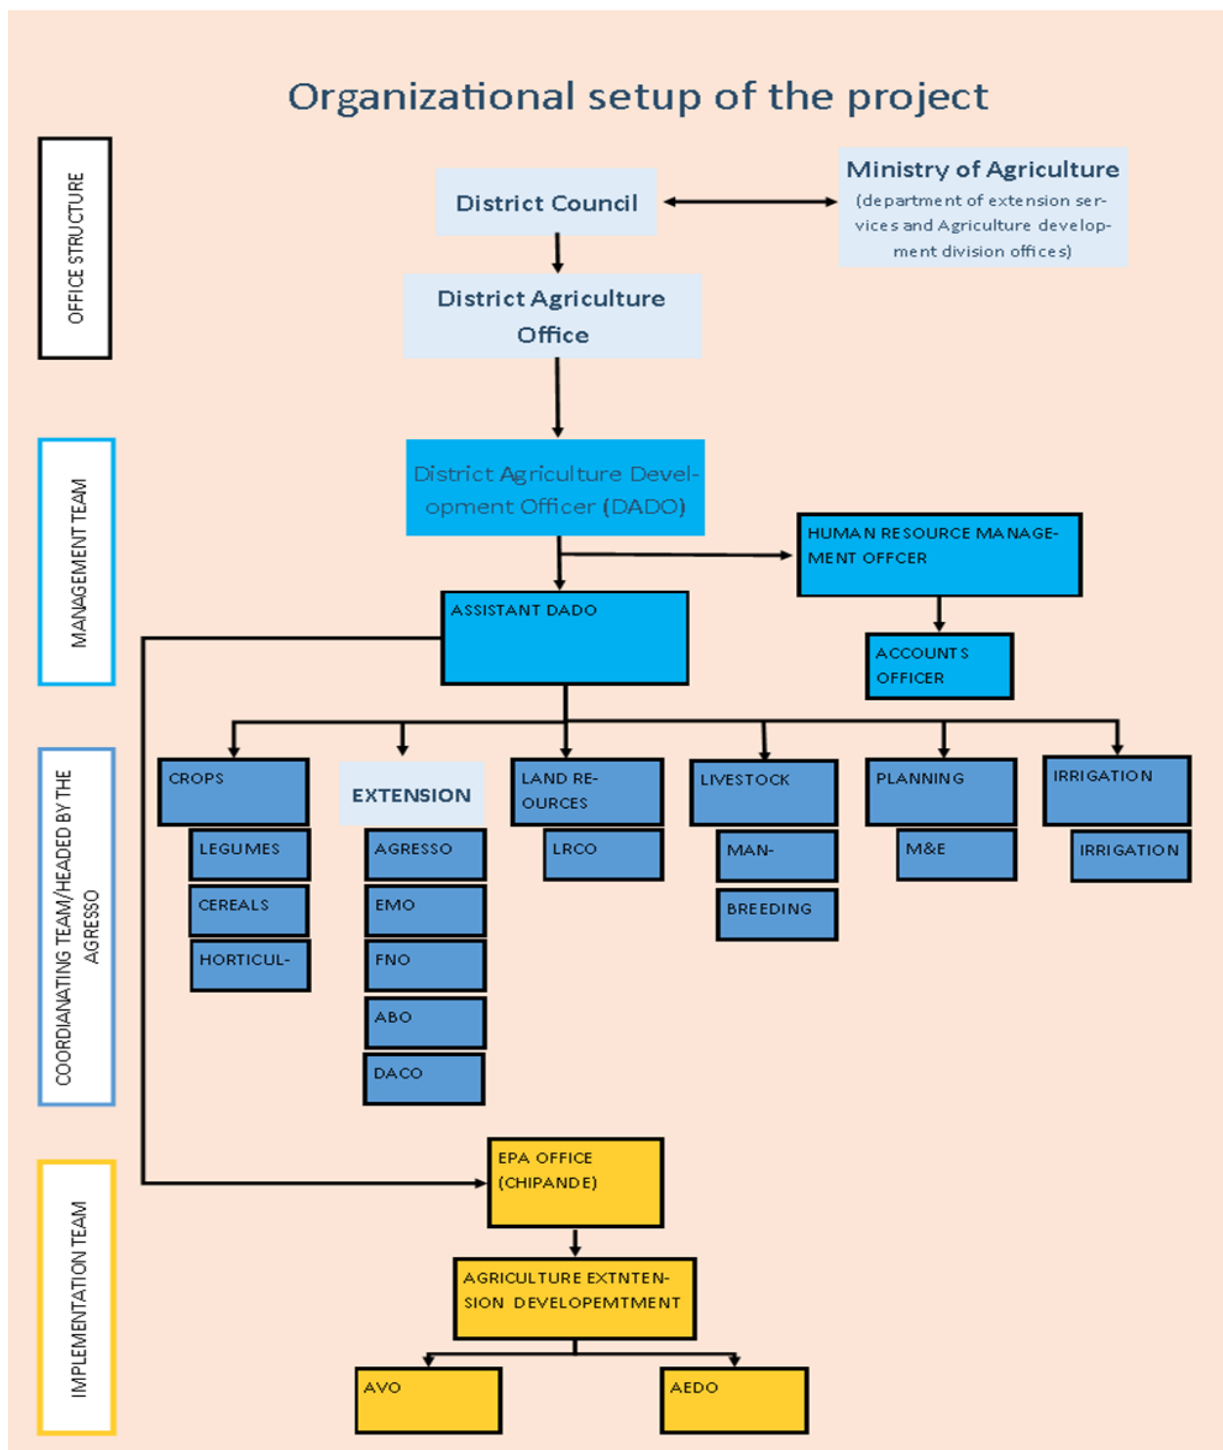 Organizational setup of the project
OFFICE STRUCTURE
District Council
Ministry of Agriculture
(department of extension ser-
vices and Agriculture develop-
ment division offices)
District Agriculture
Office
MANAGEMENT TEAM
District Agriculture Devel-
opment Officer (DADO)
HUMAN RESOURCE MANAGE-
MENT OFFCER
ASSISTANT DADO
ACCOUNTS
OFFICER
COORDIANATING TEAM/HEADED BY THE
AGRESSO
CROPS
LEGUMES
CEREALS
HORTICUL-
EXTENSION
AGRESSO
EMO
FNO
ABO
DACO
LAND RE-
OURCES
LRCO
LIVESTOCK
MAN-
BREEDING
PLANNING
M&E
IRRIGATION
IRRIGATION
IMPLEMENTATION TEAM
EPA OFFICE
(CHIPANDE)
AGRICULTURE EXTNTEN-
SION DEVELOPEMTMENT
AVO
AEDO